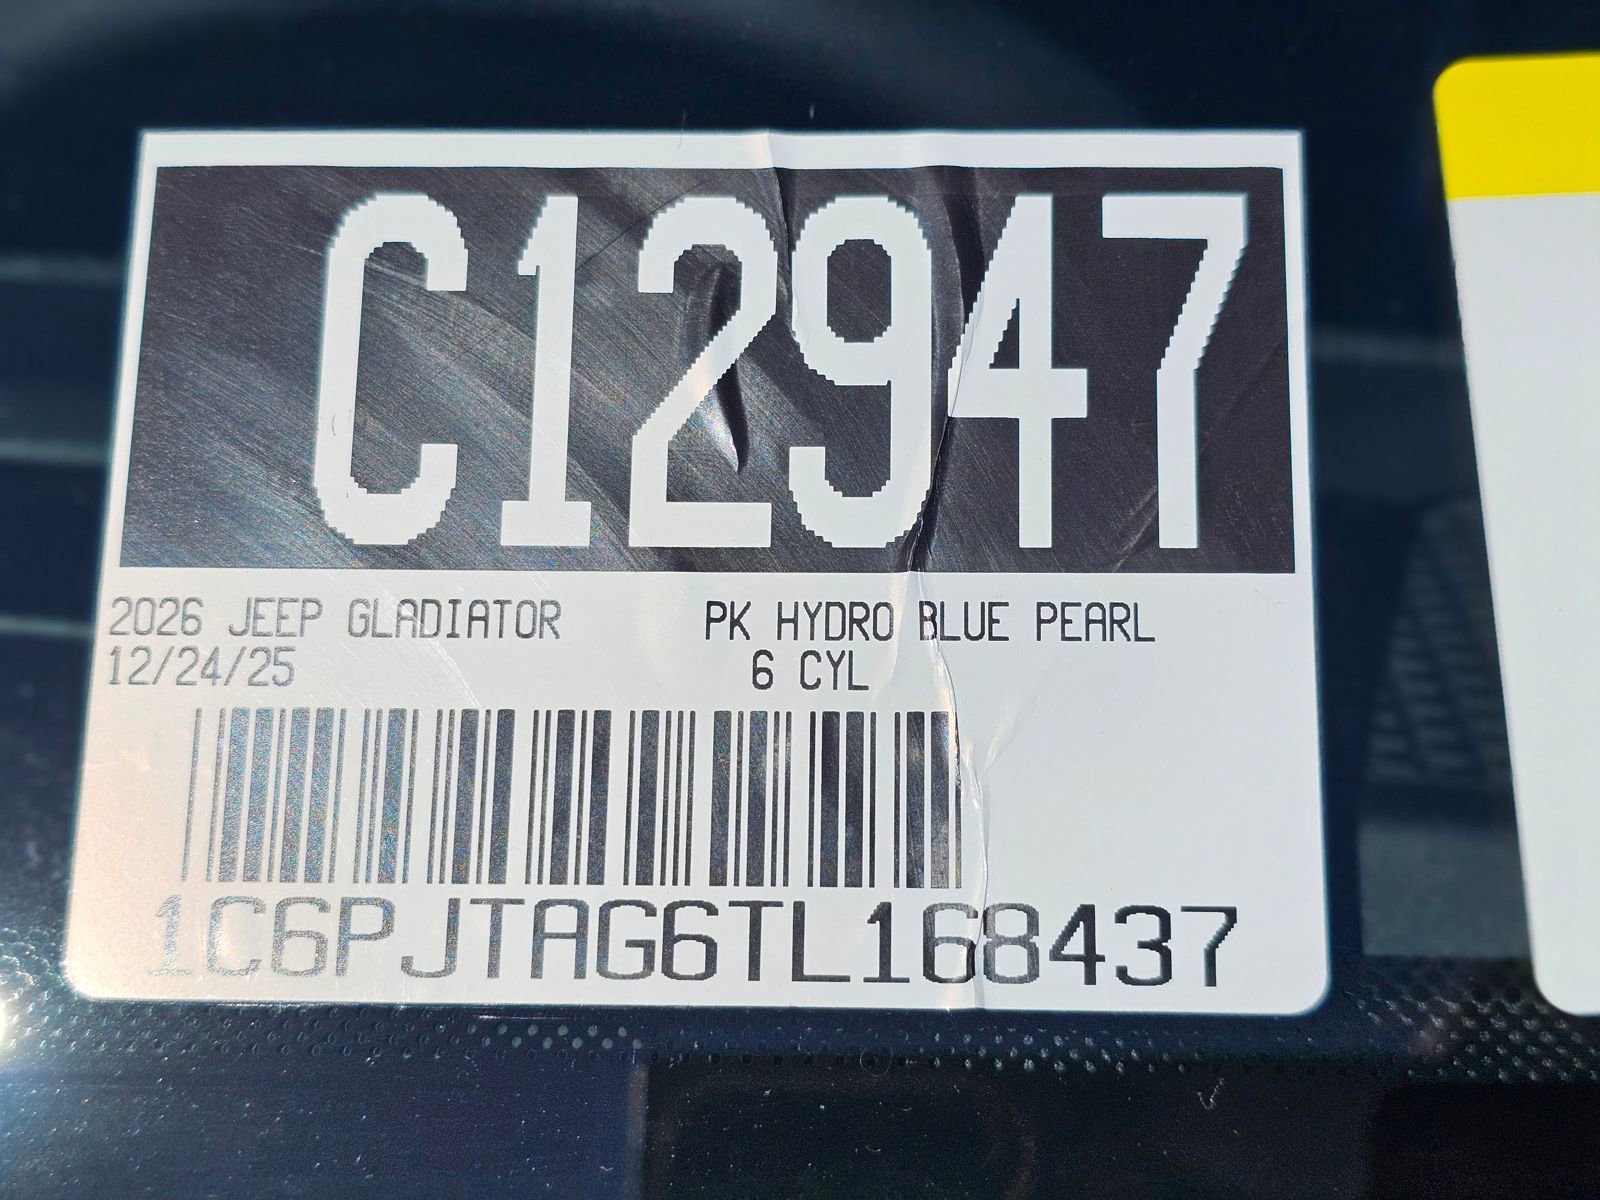 C12947
2026 JEEP GLADIATOR PK HYDRO BLUE PEARL
12/24/25 6 CYL
1C6PJTAG6TL168437